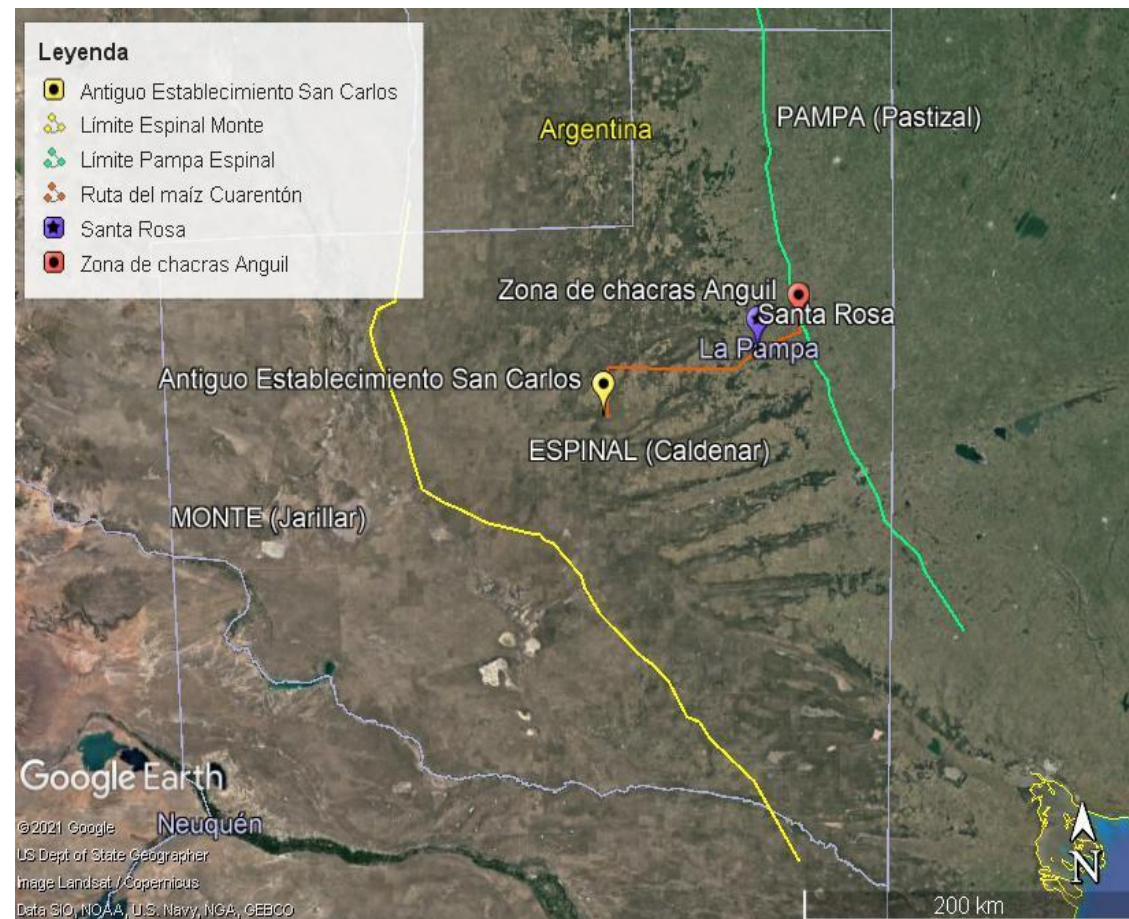 Leyenda
Antiguo Establecimiento San Carlos
Límite Espinal Monte
Límite Pampa Espinal
Ruta del maíz Cuarentón
Santa Rosa
Zona de chacras Anguil
Argentina
PAMPA (Pastizal)
Zona de chacras Anguil
Santa Rosa
La Pampa
Antiguo Establecimiento San Carlos
ESPINAL (Caldenar)
MONTE (Jarillar)
Google Earth
©2021 Google
Neuquén
US Dept of State Geographer
Image Landsat / Copernicus
Data SIO, NOAA, U.S. Navy, NGA, GEBCO
N
200 km